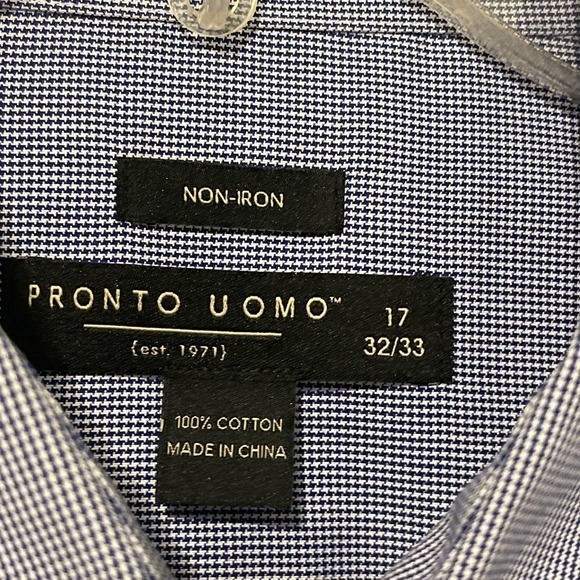 NON-IRON
PRONTO UOMO™
{est. 1971}
17
32/33
100% COTTON
MADE IN CHINA